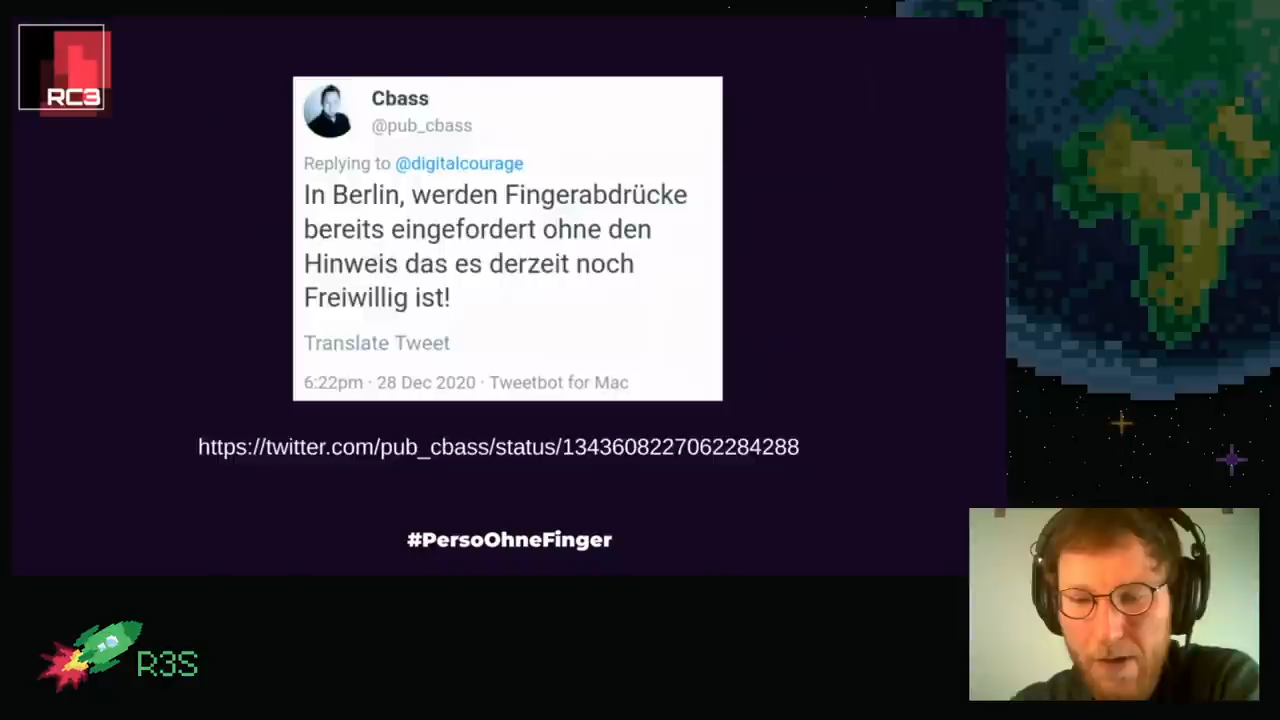 RC3
Cbass
@pub_cbass
Replying to @digitalcourage
In Berlin, werden Fingerabdrücke
bereits eingefordert ohne den
Hinweis das es derzeit noch
Freiwillig ist!
Translate Tweet
6:22pm · 28 Dec 2020 · Tweetbot for Mac
https://twitter.com/pub_cbass/status/1343608227062284288
#PersoOhneFinger
R3S